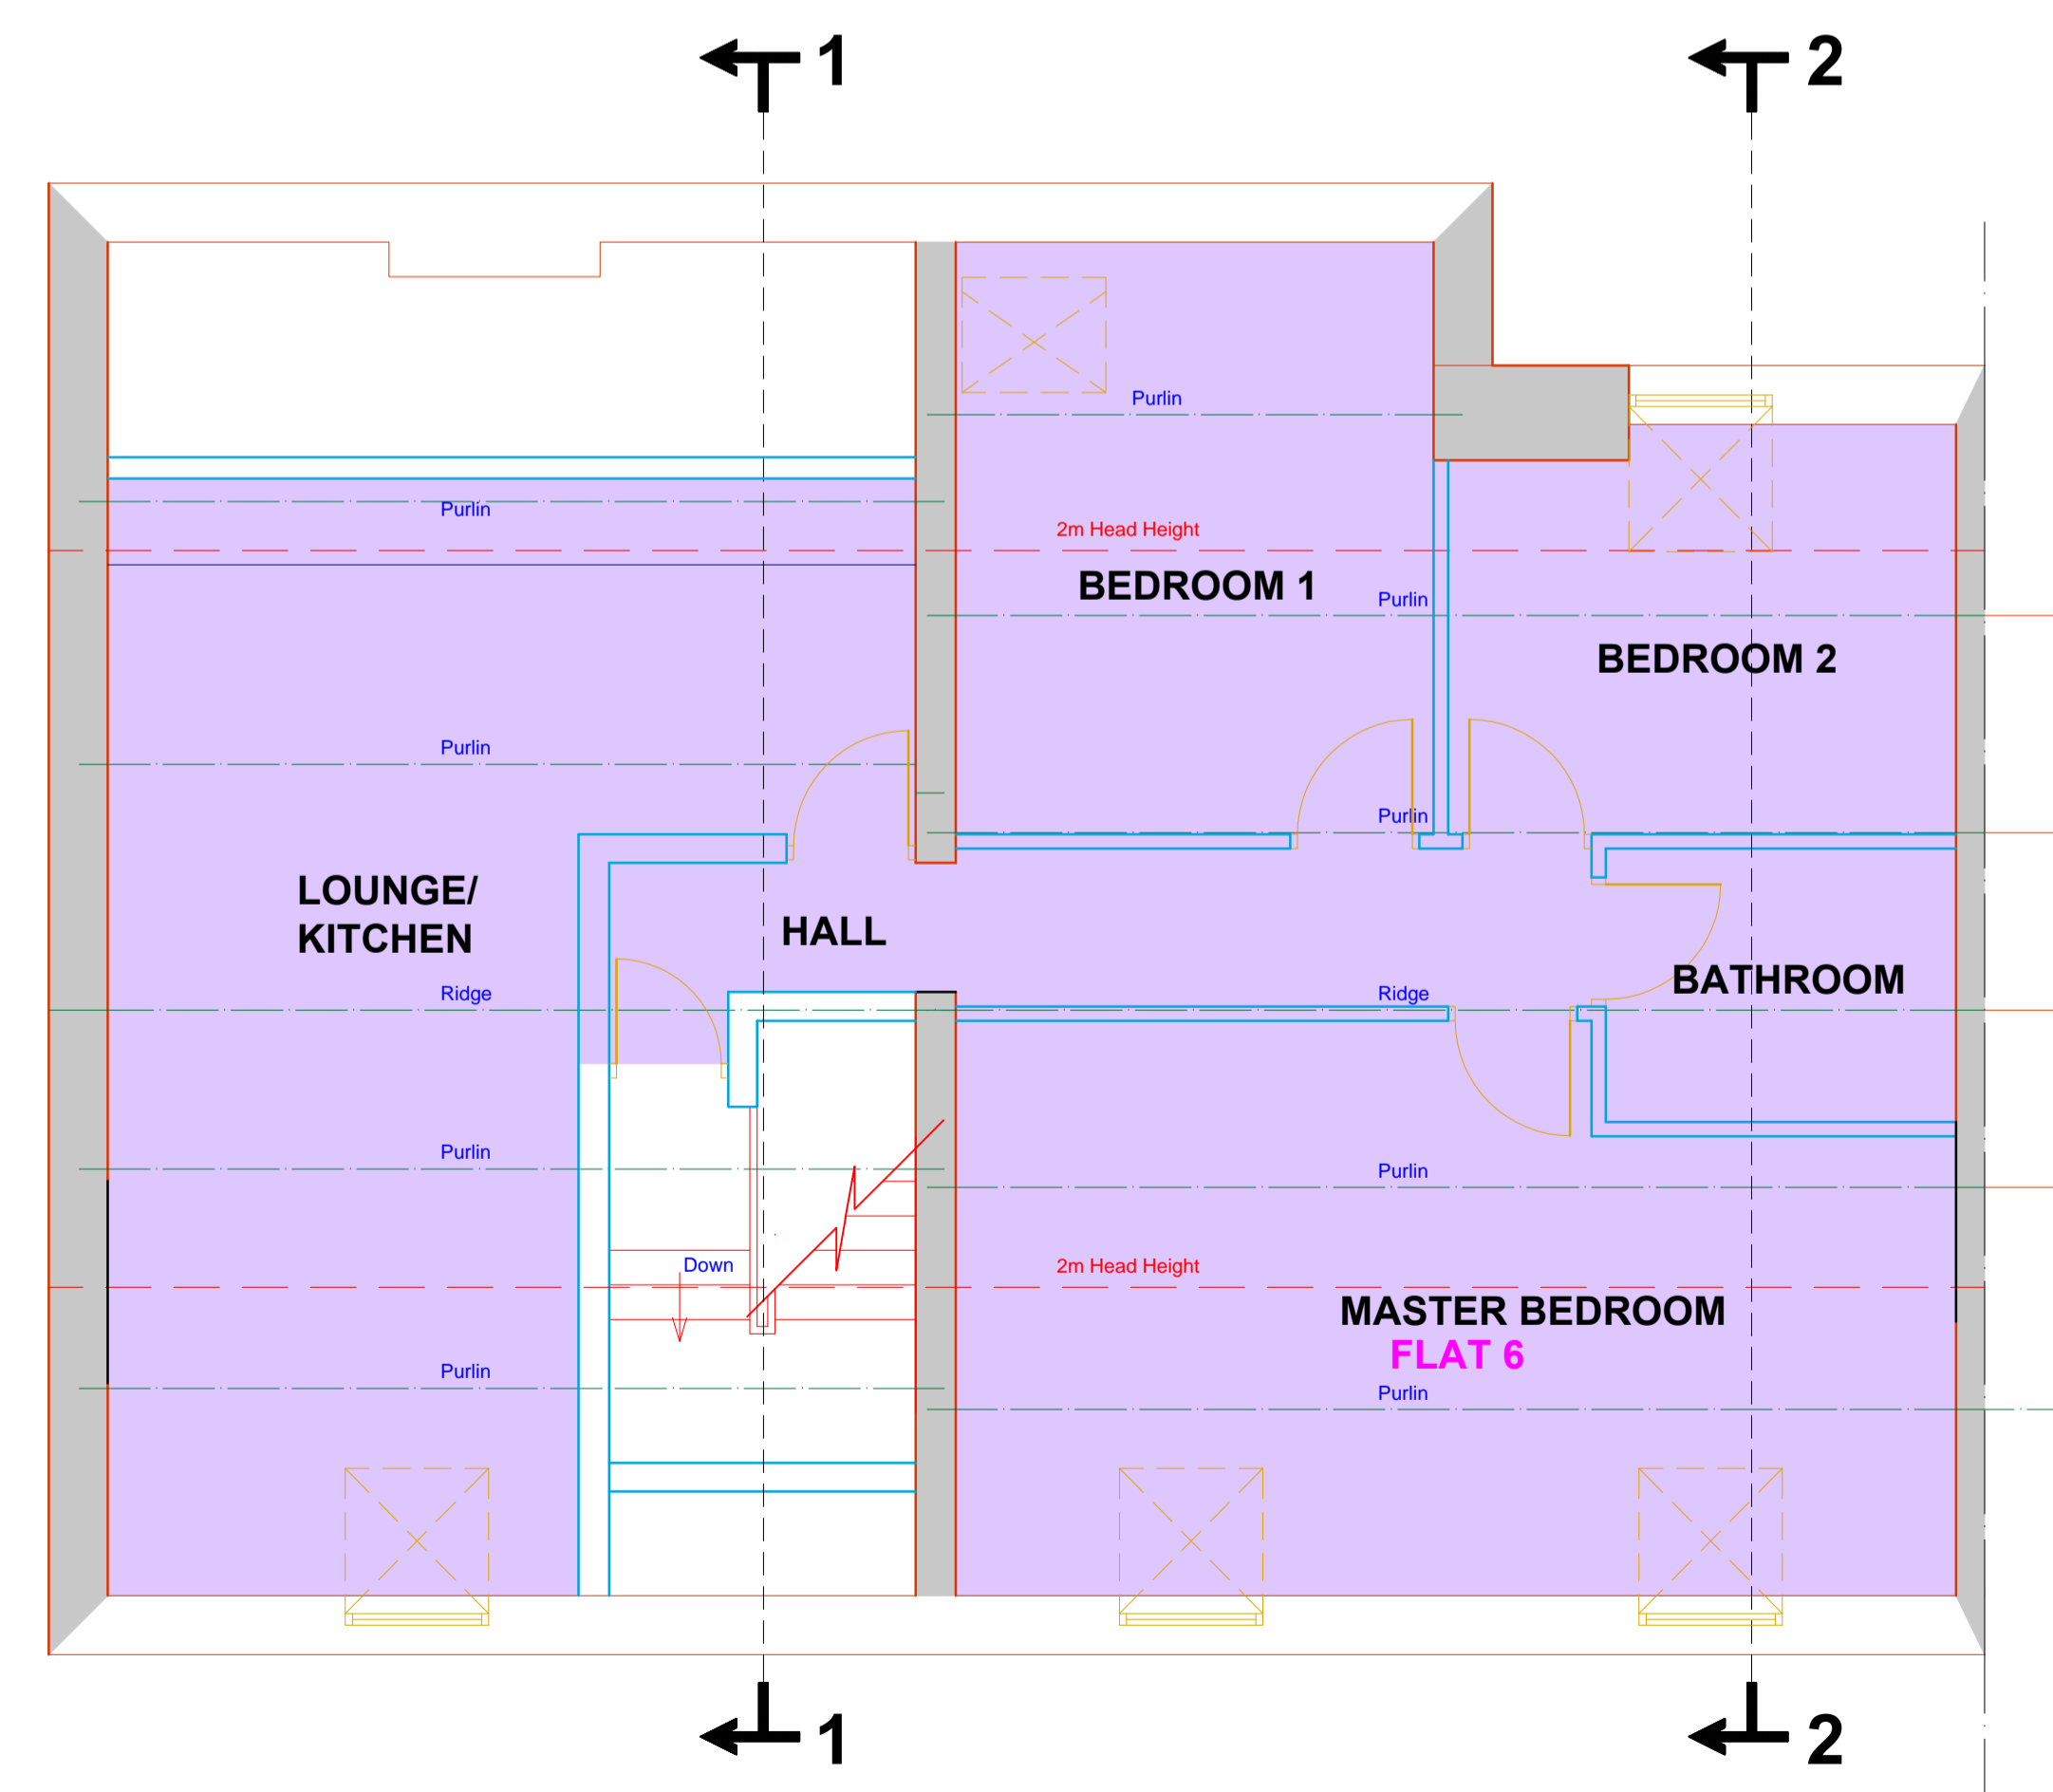 1
2
Purlin
Purlin
2m Head Height
BEDROOM 1
Purlin
BEDROOM 2
Purlin
Purlin
LOUNGE/
KITCHEN
HALL
BATHROOM
Ridge
Ridge
Purlin
Purlin
Down
2m Head Height
MASTER BEDROOM
FLAT 6
Purlin
Purlin
1
2